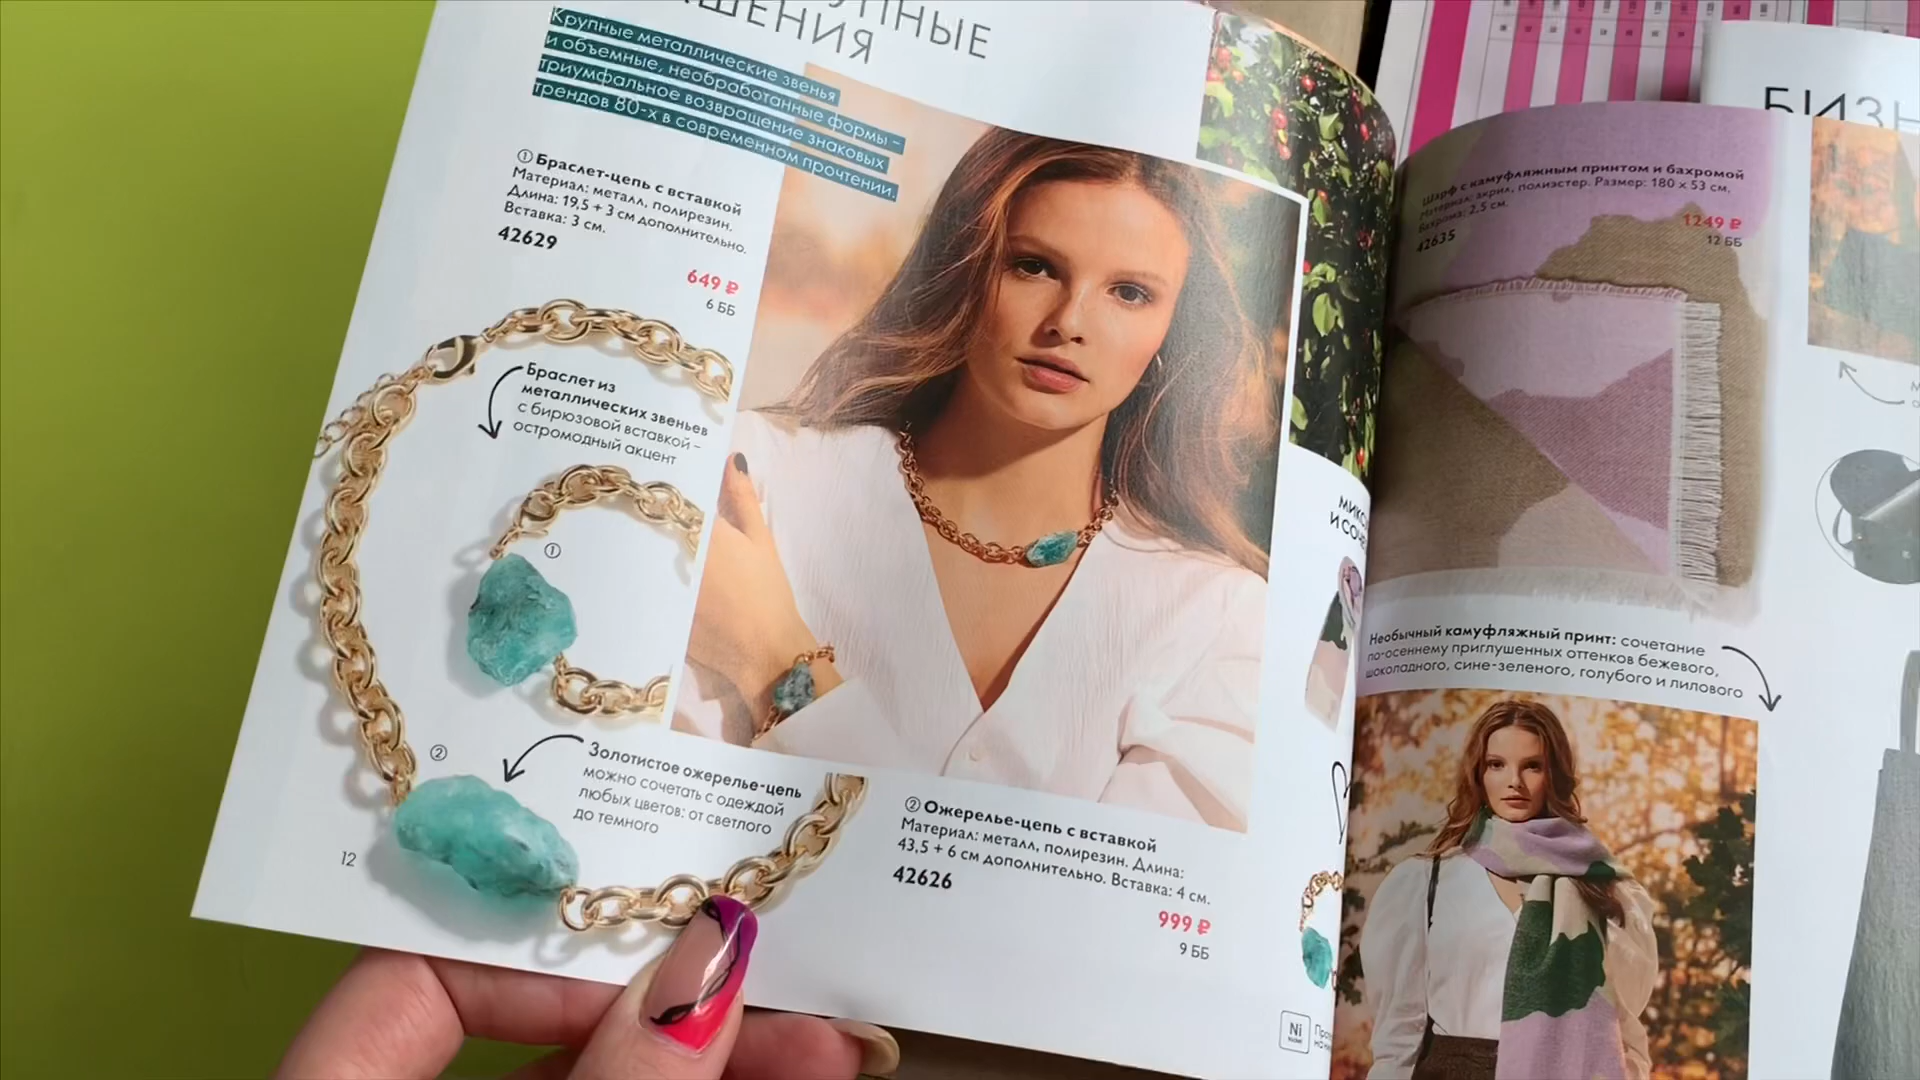 Крупные металлические звенья
и объемные, необработанные формы –
триумфальное возвращение знаковых
трендов 80-х в современном прочтении.
① Браслет-цепь с вставкой
Материал: металл, полирезин.
Длина: 19,5 + 3 см дополнительно.
Вставка: 3 см.
42629
649 ₽
6 ББ
Браслет из
металлических звеньев
с бирюзовой вставкой –
остромодный акцент
①
②
Золотистое ожерелье-цепь
можно сочетать с одеждой
любых цветов: от светлого
до темного
12
② Ожерелье-цепь с вставкой
Материал: металл, полирезин. Длина:
43,5 + 6 см дополнительно. Вставка: 4 см.
42626
999 ₽
9 ББ
Ni
Шарф с камуфляжным принтом и бахромой
Материал: акрил, полиэстер. Размер: 180 x 53 см.
Бахрома: 2,5 см.
42635
1249 ₽
12 ББ
Необычный камуфляжный принт: сочетание
по-осеннему приглушенных оттенков бежевого,
шоколадного, сине-зеленого, голубого и лилового